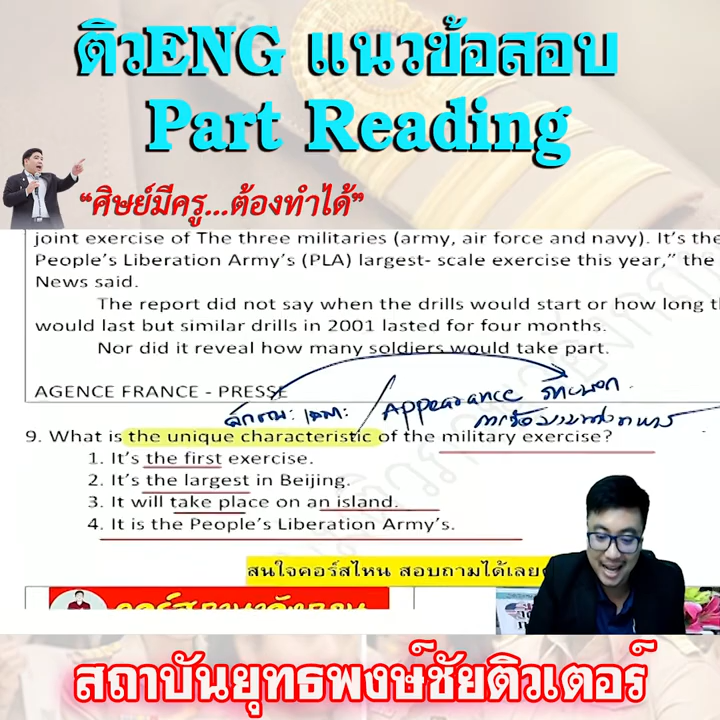 ติวENG แนวข้อสอบ
Part Reading
“ศิษย์มีครู...ต้องทำได้”
joint exercise of The three militaries (army, air force and navy). It's the
People's Liberation Army's (PLA) largest- scale exercise this year,” the
News said.
The report did not say when the drills would start or how long
would last but similar drills in 2001 lasted for four months.
Nor did it reveal how many soldiers would take part.
AGENCE FRANCE - PRESSE
ลักษณะเฉพาะ / Appearance
9. What is the unique characteristic of the military exercise?
1. It's the first exercise.
2. It's the largest in Beijing.
3. It will take place on an island.
4. It is the People's Liberation Army's.
สนใจคอร์สไหน สอบถามได้เลย
สถาบันยุทธพงษ์ชัยติวเตอร์